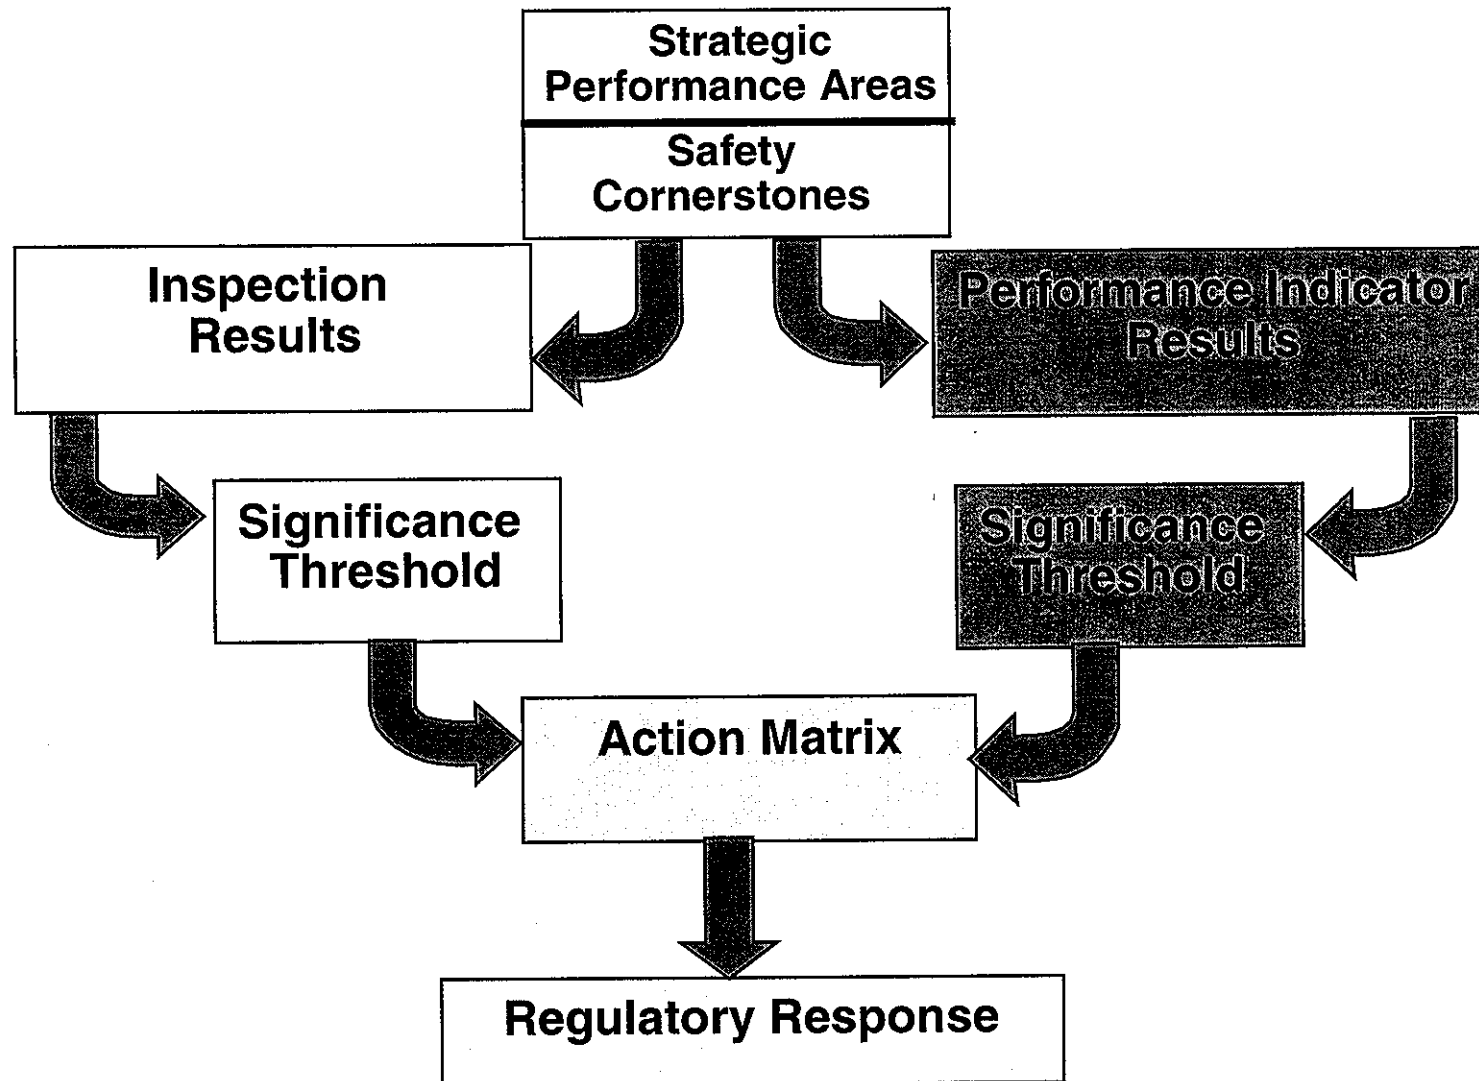 Strategic
Performance Areas
Safety
Cornerstones
Inspection
Results
Performance Indicator
Results
Significance
Threshold
Significance
Threshold
Action Matrix
Regulatory Response